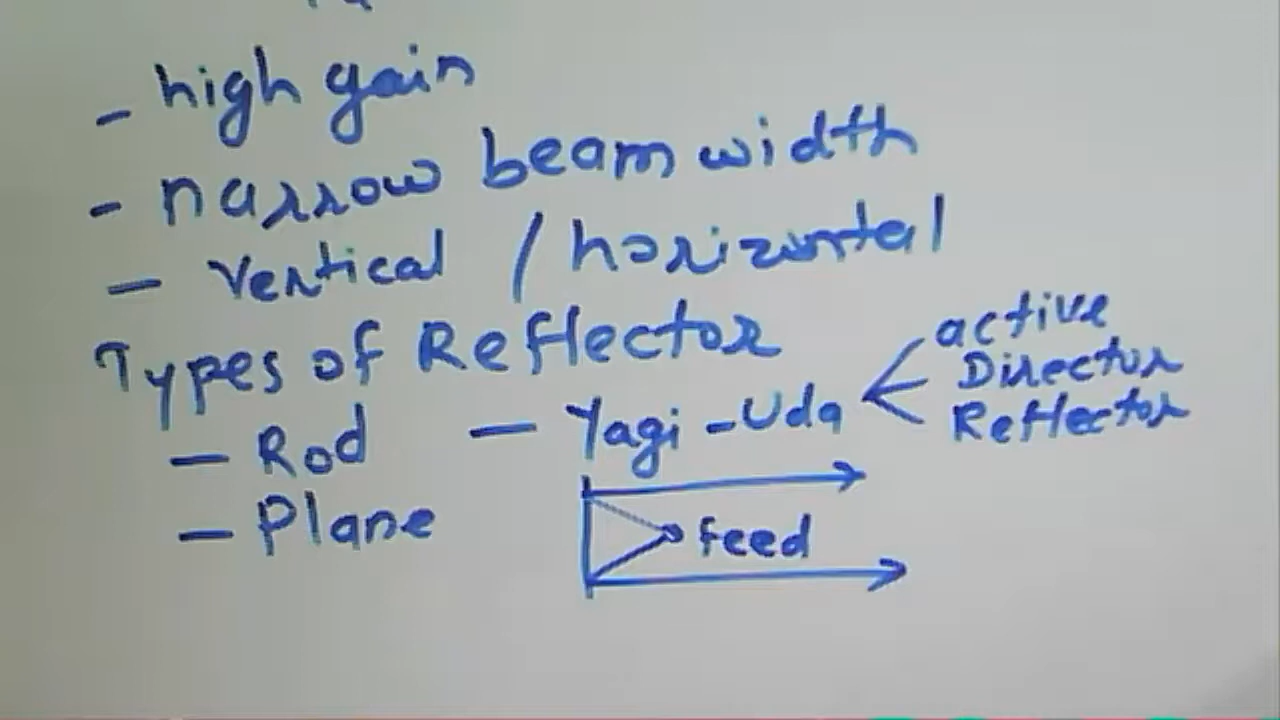 - high gain
- narrow beam width
- Vertical / horizontal
Types of Reflector
- Rod - Yagi-Uda
active
Director
Reflector
- Plane
feed